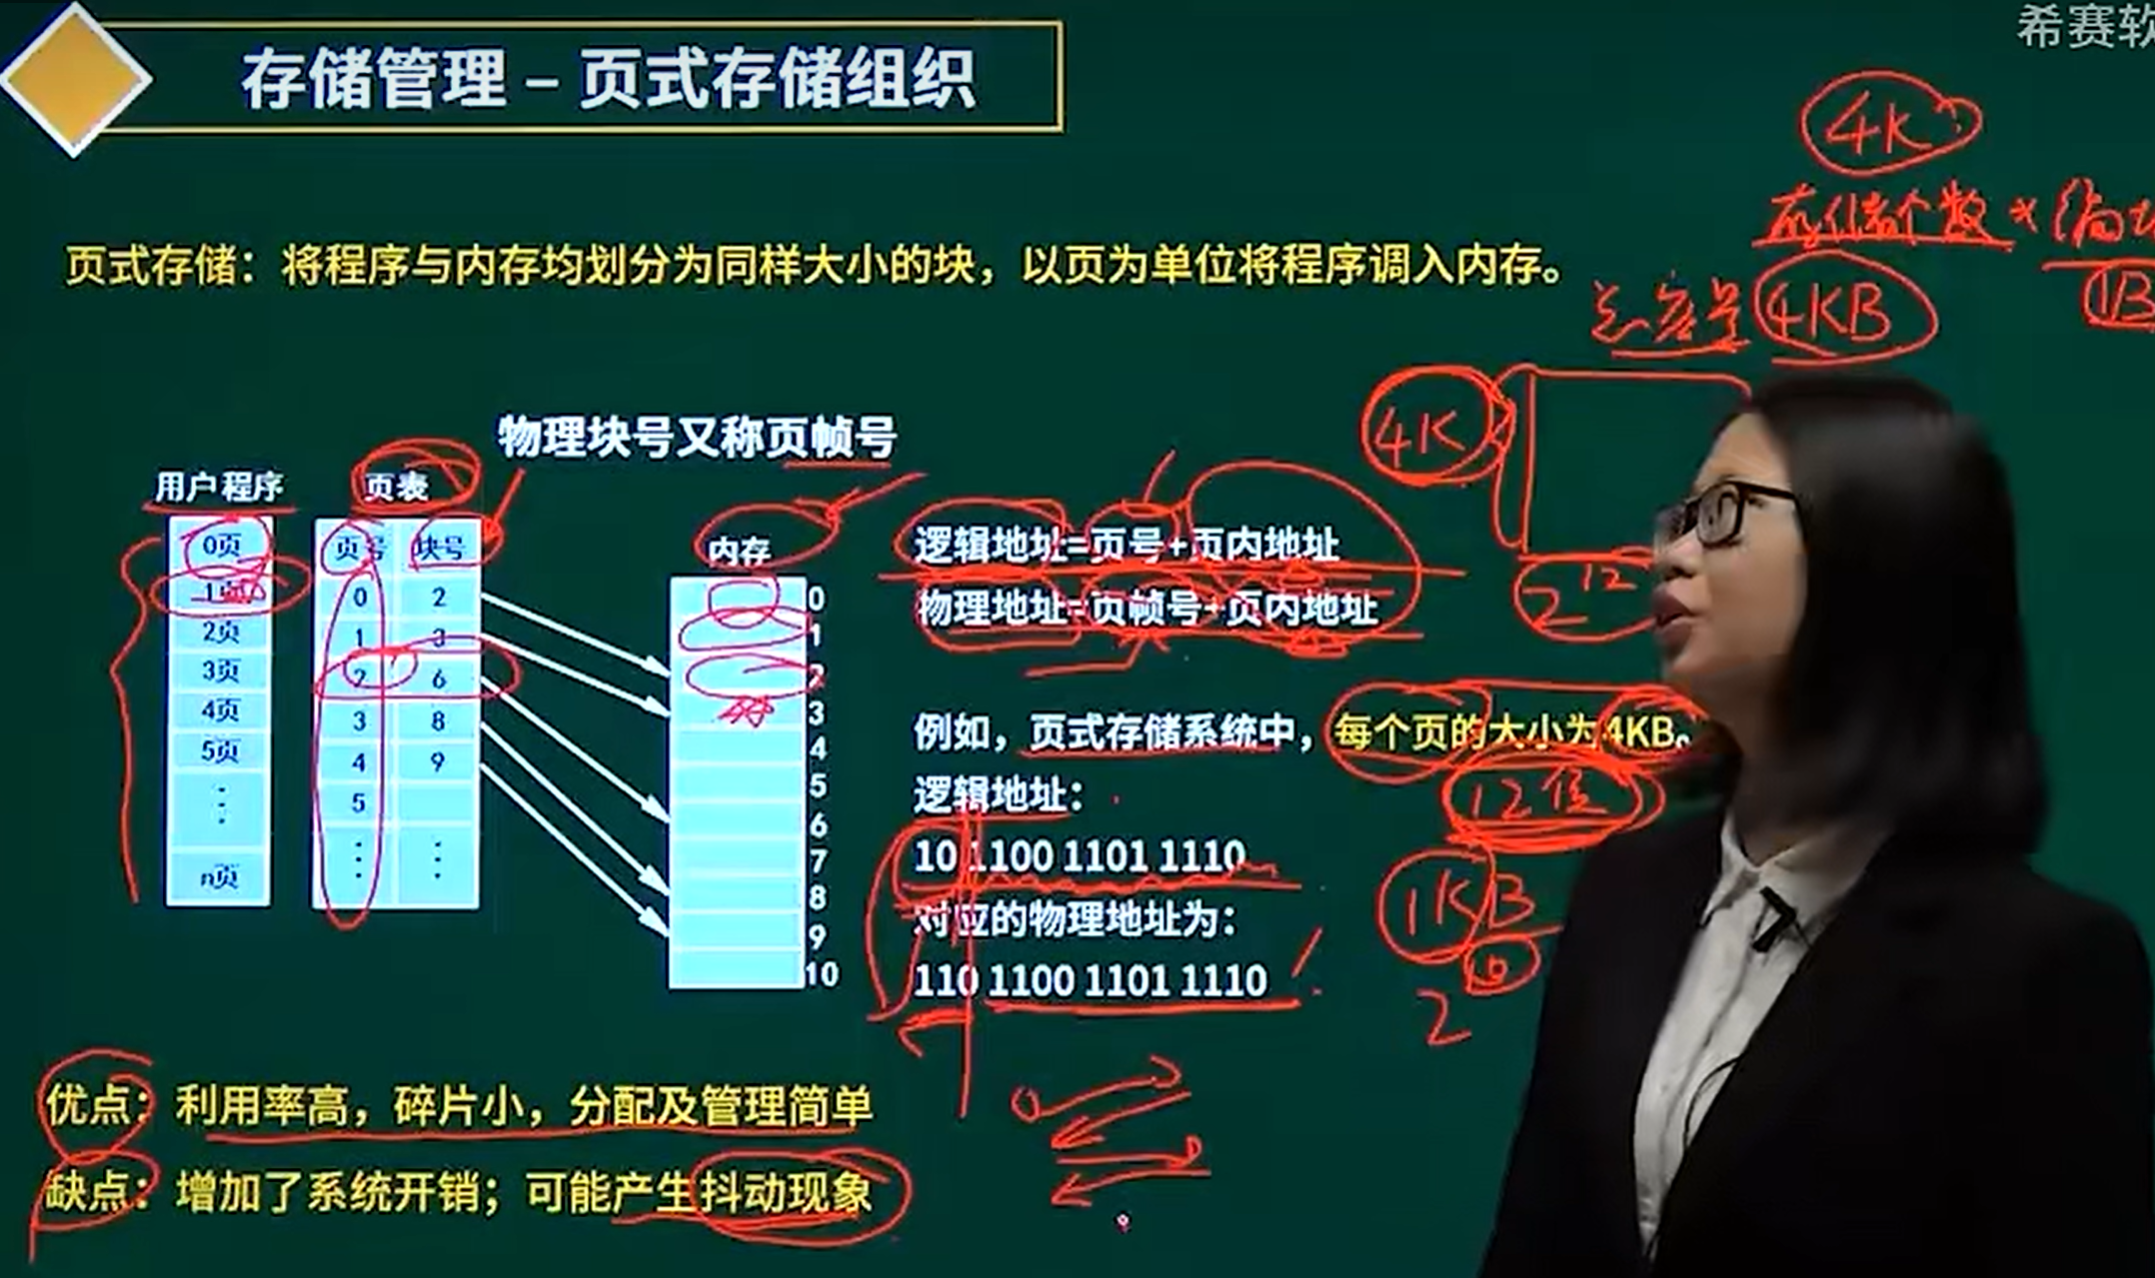 希赛软
存储管理 – 页式存储组织
4K
存储个数 *
1B
页式存储：将程序与内存均划分为同样大小的块，以页为单位将程序调入内存。
总容量 4KB
4K
2^12
物理块号又称页帧号
用户程序
0页
1页
2页
3页
4页
5页
⋮
n页
页表
页号 块号
0 2
1 3
2 6
3 8
4 9
5
⋮ ⋮
内存
0
1
2
3
4
5
6
7
8
9
10
逻辑地址=页号+页内地址
物理地址=页帧号+页内地址
例如，页式存储系统中，每个页的大小为4KB。
逻辑地址：
12位
10 1100 1101 1110
1KB
对应的物理地址为：
110 1100 1101 1110
2^10
优点：利用率高，碎片小，分配及管理简单
缺点：增加了系统开销；可能产生抖动现象